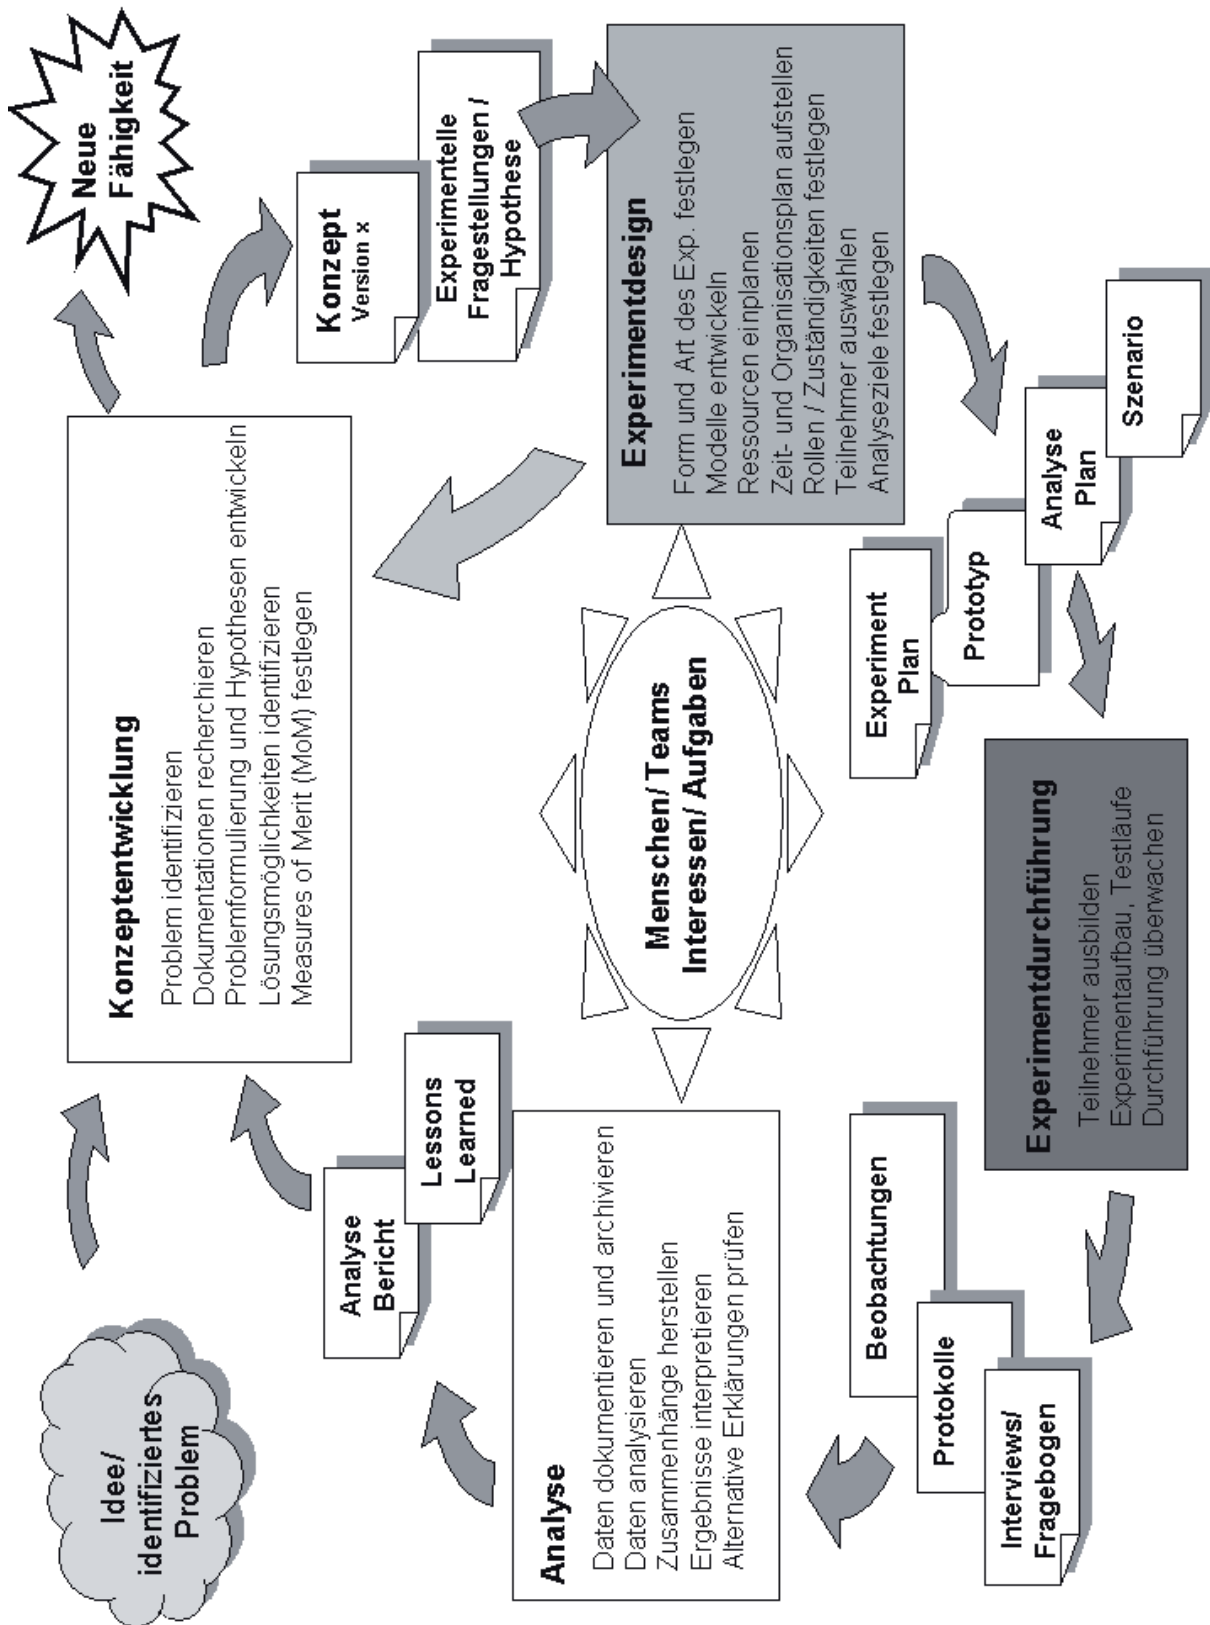 Idee/
identifiziertes
Problem
Konzeptentwicklung
Problem identifizieren
Dokumentationen recherchieren
Problemformulierung und Hypothesen entwickeln
Lösungsmöglichkeiten identifizieren
Measures of Merit (MoM) festlegen
Neue
Fähigkeit
Konzept
Version x
Experimentelle
Fragestellungen /
Hypothese
Experimentdesign
Form und Art des Exp. festlegen
Modelle entwickeln
Ressourcen einplanen
Zeit- und Organisationsplan aufstellen
Rollen / Zuständigkeiten festlegen
Teilnehmer auswählen
Analyseziele festlegen
Experiment
Plan
Prototyp
Analyse
Plan
Szenario
Experimentdurchführung
Teilnehmer ausbilden
Experimentaufbau, Testläufe
Durchführung überwachen
Beobachtungen
Protokolle
Interviews/
Fragebogen
Analyse
Daten dokumentieren und archivieren
Daten analysieren
Zusammenhänge herstellen
Ergebnisse interpretieren
Alternative Erklärungen prüfen
Analyse
Bericht
Lessons
Learned
Menschen/ Teams
Interessen/ Aufgaben